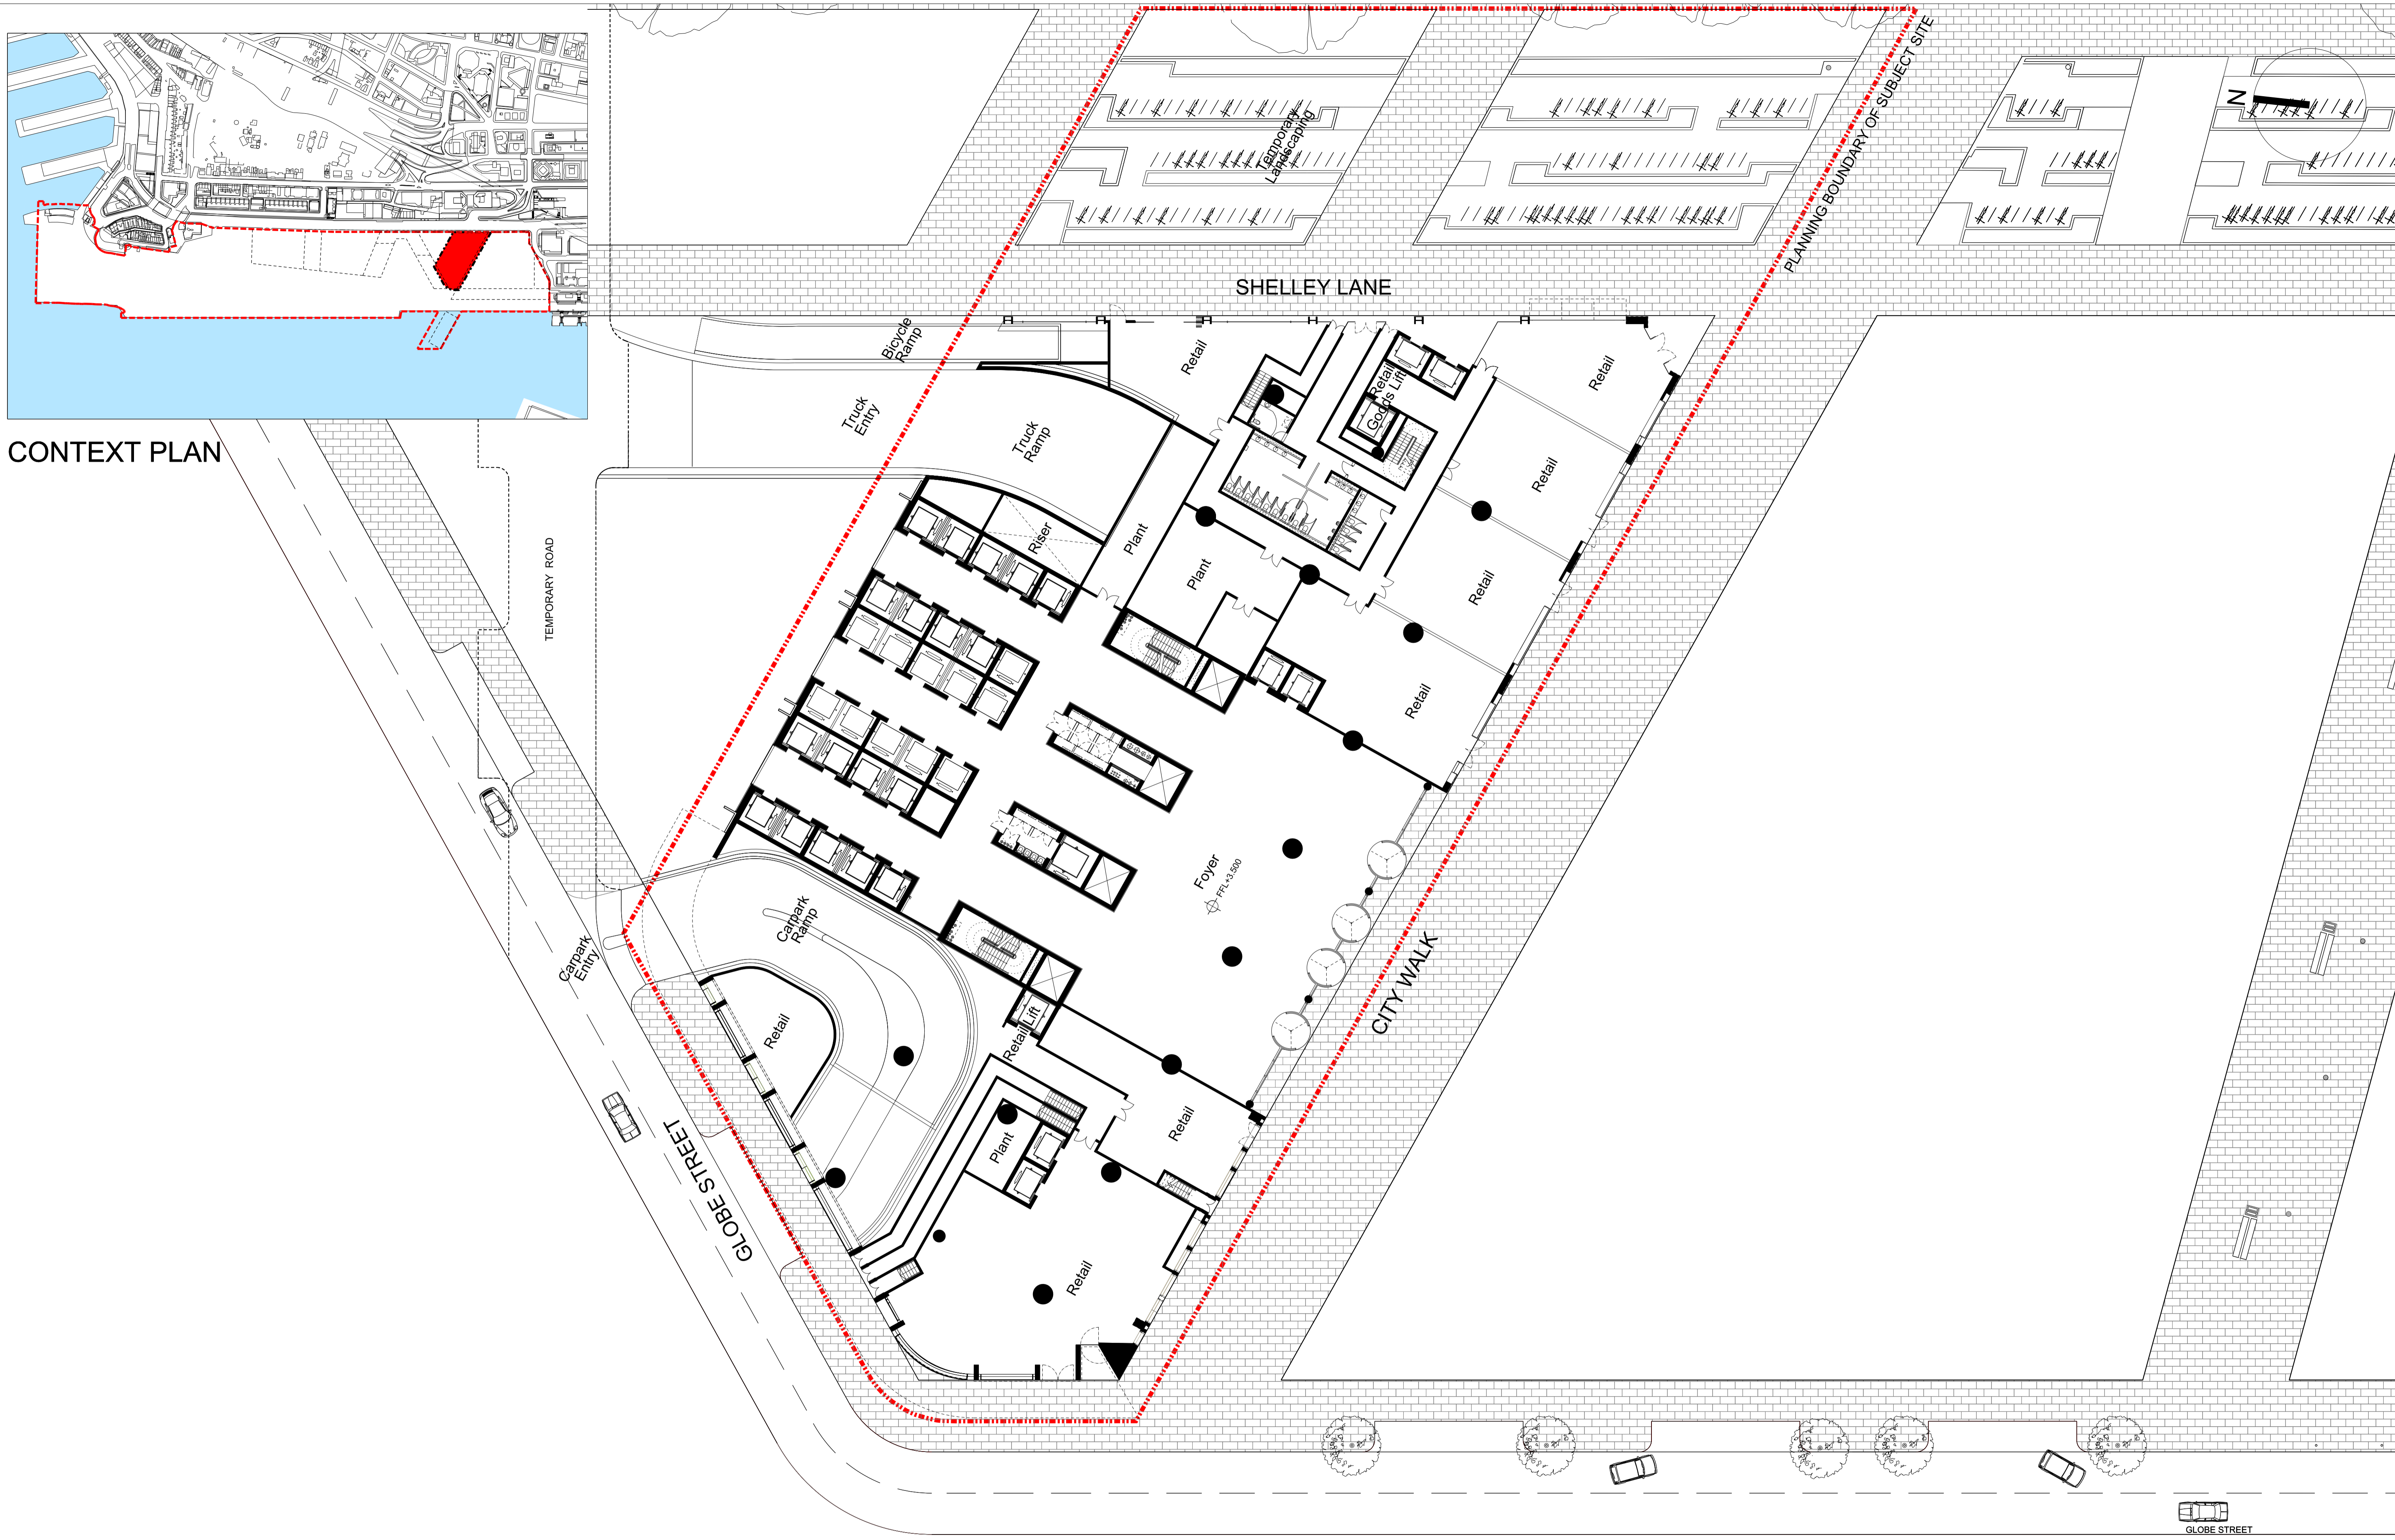 PLANNING BOUNDARY OF SUBJECT SITE
N
Temporary
Landscaping
SHELLEY LANE
CONTEXT PLAN
Bicycle
Ramp
Retail
Retail
Goods Lift
Retail
Truck
Entry
Truck
Ramp
Retail
Riser
Plant
Plant
Retail
TEMPORARY ROAD
Retail
Foyer
FFL+3.500
Carpark
Ramp
Carpark
Entry
CITY WALK
Retail
Retail Lift
Plant
Retail
GLOBE STREET
Retail
GLOBE STREET